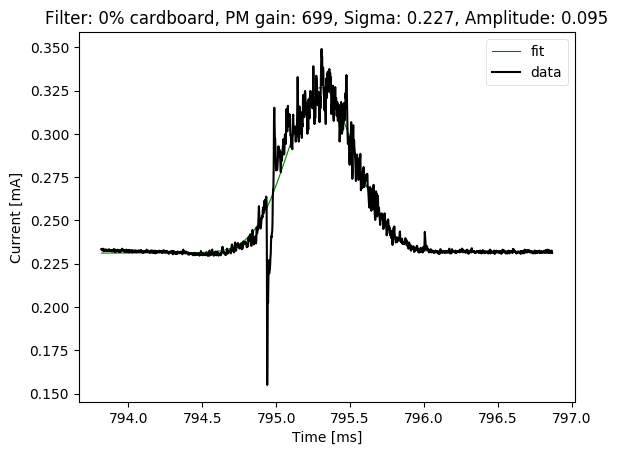 Filter: 0% cardboard, PM gain: 699, Sigma: 0.227, Amplitude: 0.095
fit
data
0.350
0.325
0.300
0.275
0.250
0.225
0.200
0.175
0.150
Current [mA]
794.0 794.5 795.0 795.5 796.0 796.5 797.0
Time [ms]